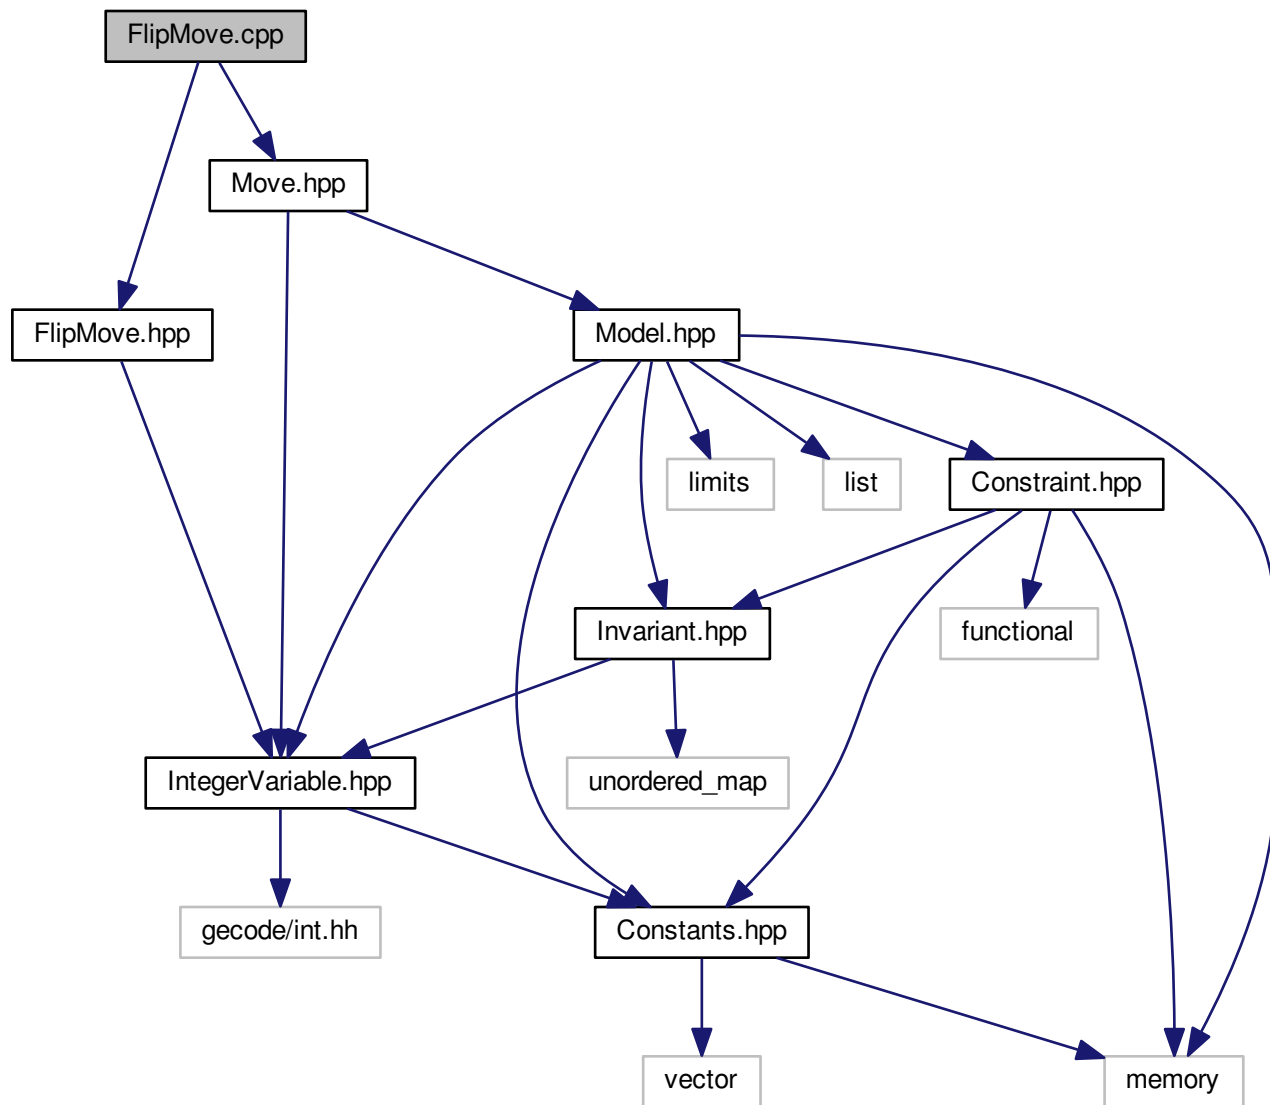 FlipMove.cpp
Move.hpp
FlipMove.hpp
Model.hpp
limits
list
Constraint.hpp
Invariant.hpp
functional
IntegerVariable.hpp
unordered_map
gecode/int.hh
Constants.hpp
vector
memory